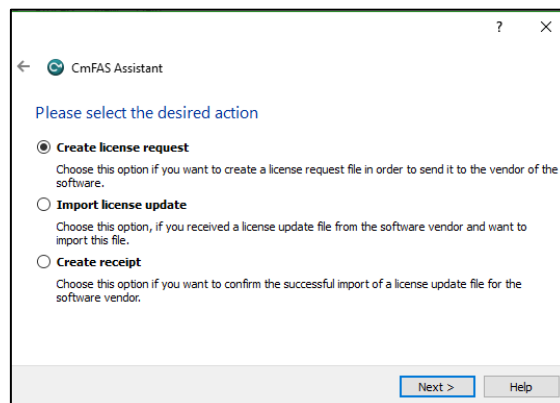 ?
CmFAS Assistant
Please select the desired action
Create license request
Choose this option if you want to create a license request file in order to send it to the vendor of the
software.
Import license update
Choose this option, if you received a license update file from the software vendor and want to
import this file.
Create receipt
Choose this option if you want to confirm the successful import of a license update file for the
software vendor.
Next > Help